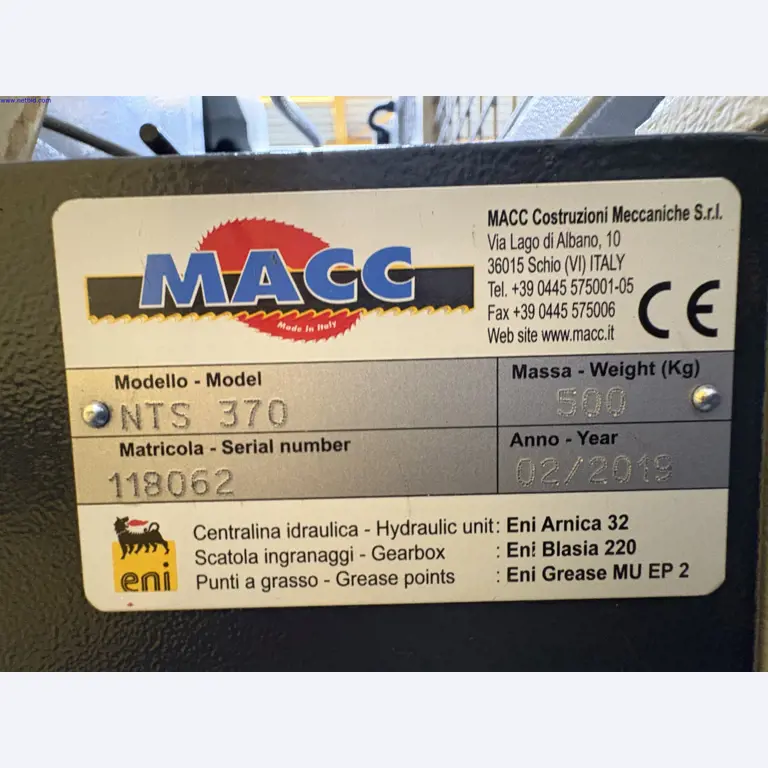 www.netbid.com
MACC
Made in Italy
MACC Costruzioni Meccaniche S.r.l.
Via Lago di Albano, 10
36015 Schio (VI) ITALY
Tel. +39 0445 575001-05
Fax +39 0445 575006
Web site www.macc.it
CE
Modello - Model
NTS 370
Massa - Weight (Kg)
500
Matricola - Serial number
118062
Anno - Year
02/2019
eni
Centralina idraulica - Hydraulic unit: Eni Arnica 32
Scatola ingranaggi - Gearbox : Eni Blasia 220
Punti a grasso - Grease points : Eni Grease MU EP 2